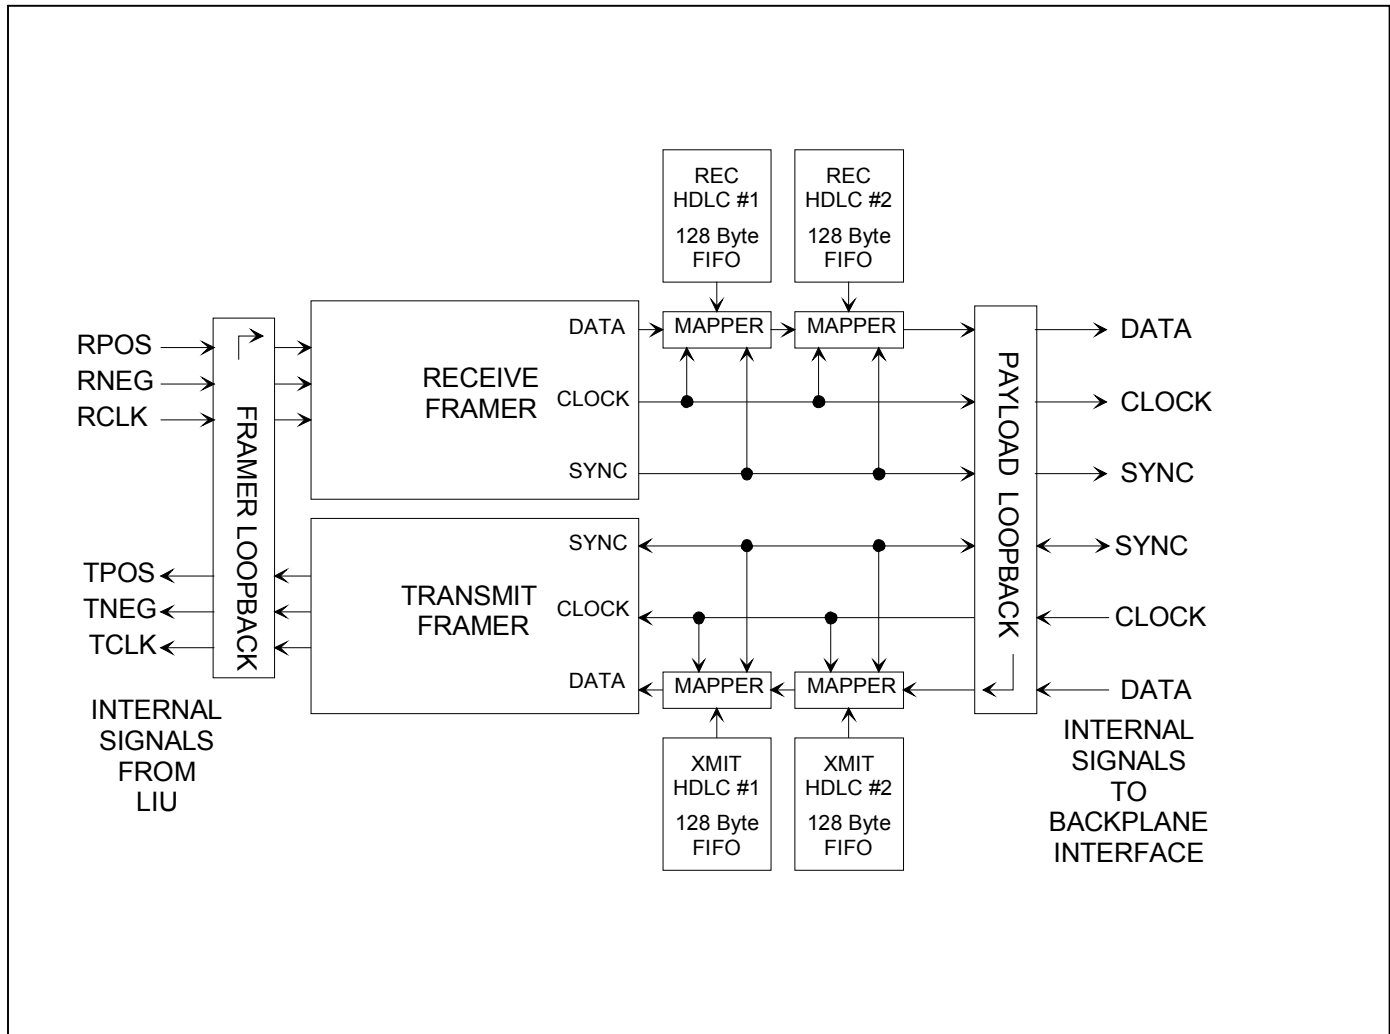 REC
HDLC #1
128 Byte
FIFO
REC
HDLC #2
128 Byte
FIFO
RPOS
RNEG
RCLK
FRAMER LOOPBACK
RECEIVE
FRAMER
DATA
CLOCK
SYNC
MAPPER
MAPPER
PAYLOAD LOOPBACK
DATA
CLOCK
SYNC
SYNC
CLOCK
DATA
TPOS
TNEG
TCLK
TRANSMIT
FRAMER
SYNC
CLOCK
DATA
MAPPER
MAPPER
INTERNAL
SIGNALS
FROM
LIU
XMIT
HDLC #1
128 Byte
FIFO
XMIT
HDLC #2
128 Byte
FIFO
INTERNAL
SIGNALS
TO
BACKPLANE
INTERFACE